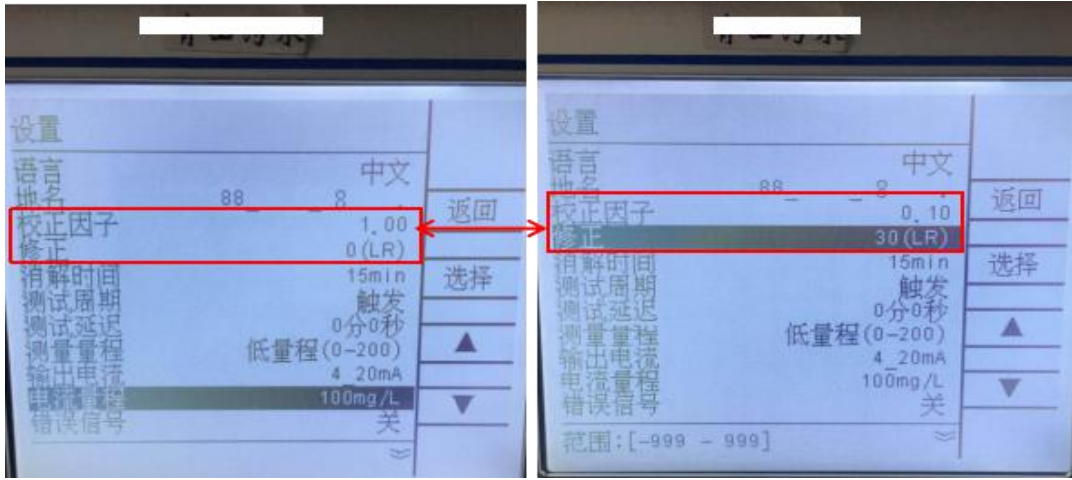 设置
语言 中文
地名 88_ _8 .
校正因子 1.00
修正 0(LR)
消解时间 15min
测试周期 触发
测试延迟 0分0秒
测量量程 低量程(0-200)
输出电流 4_20mA
电流量程 100mg/L
错误信号 关
返回
选择
设置
语言 中文
地名 88_ _8 .
校正因子 0.10
修正 30(LR)
消解时间 15min
测试周期 触发
测试延迟 0分0秒
测量量程 低量程(0-200)
输出电流 4_20mA
电流量程 100mg/L
错误信号 关
范围:[-999 - 999]
返回
选择